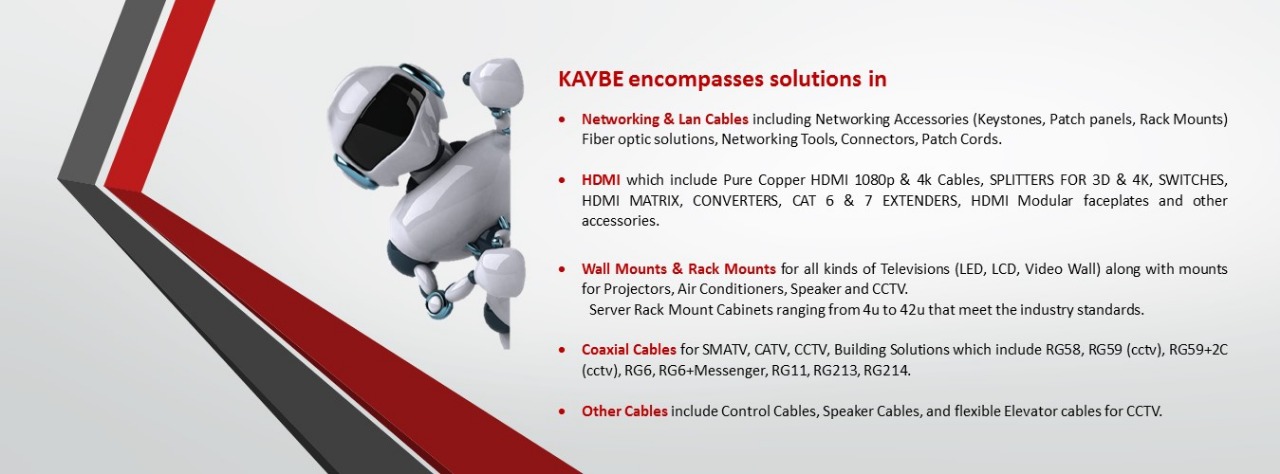 KAYBE encompasses solutions in
• Networking & Lan Cables including Networking Accessories (Keystones, Patch panels, Rack Mounts)
Fiber optic solutions, Networking Tools, Connectors, Patch Cords.
• HDMI which include Pure Copper HDMI 1080p & 4k Cables, SPLITTERS FOR 3D & 4K, SWITCHES,
HDMI MATRIX, CONVERTERS, CAT 6 & 7 EXTENDERS, HDMI Modular faceplates and other
accessories.
• Wall Mounts & Rack Mounts for all kinds of Televisions (LED, LCD, Video Wall) along with mounts
for Projectors, Air Conditioners, Speaker and CCTV.
Server Rack Mount Cabinets ranging from 4u to 42u that meet the industry standards.
• Coaxial Cables for SMATV, CATV, CCTV, Building Solutions which include RG58, RG59 (cctv), RG59+2C
(cctv), RG6, RG6+Messenger, RG11, RG213, RG214.
• Other Cables include Control Cables, Speaker Cables, and flexible Elevator cables for CCTV.